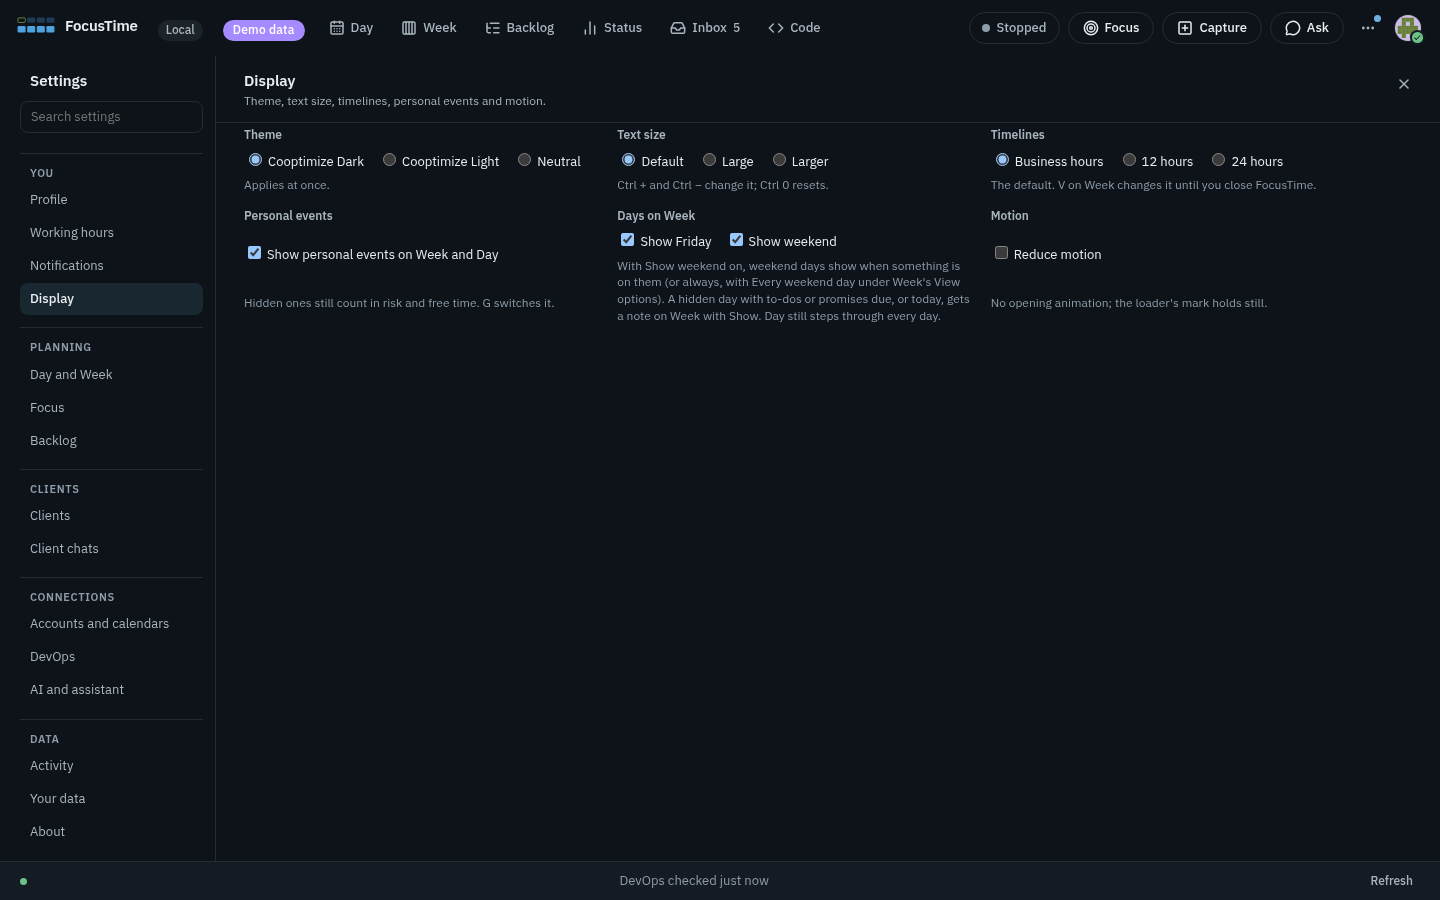 FocusTime
Local
Demo data
Day
Week
Backlog
Status
Inbox 5
Code
Stopped
Focus
Capture
Ask
Settings
Search settings
YOU
Profile
Working hours
Notifications
Display
PLANNING
Day and Week
Focus
Backlog
CLIENTS
Clients
Client chats
CONNECTIONS
Accounts and calendars
DevOps
AI and assistant
DATA
Activity
Your data
About
Display
Theme, text size, timelines, personal events and motion.
Theme
Cooptimize Dark
Cooptimize Light
Neutral
Applies at once.
Text size
Default
Large
Larger
Ctrl + and Ctrl − change it; Ctrl 0 resets.
Timelines
Business hours
12 hours
24 hours
The default. V on Week changes it until you close FocusTime.
Personal events
Show personal events on Week and Day
Hidden ones still count in risk and free time. G switches it.
Days on Week
Show Friday
Show weekend
With Show weekend on, weekend days show when something is
on them (or always, with Every weekend day under Week's View
options). A hidden day with to-dos or promises due, or today, gets
a note on Week with Show. Day still steps through every day.
Motion
Reduce motion
No opening animation; the loader's mark holds still.
DevOps checked just now
Refresh